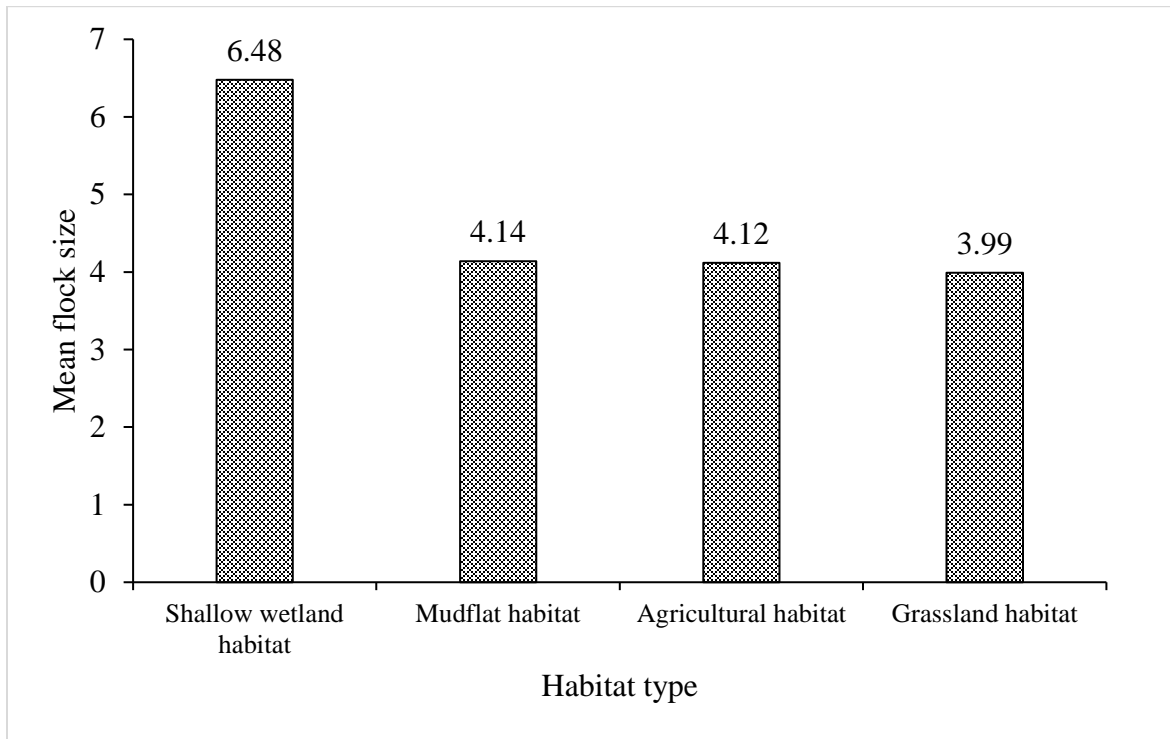 7
6
5
4
3
2
1
0
Mean flock size
6.48
4.14
4.12
3.99
Shallow wetland
habitat
Mudflat habitat
Agricultural habitat
Grassland habitat
Habitat type